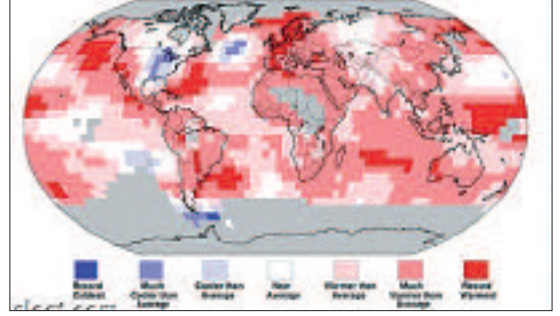 Record
Coldest
Much
Cooler than
Average
Cooler than
Average
Near
Average
Warmer than
Average
Much
Warmer than
Average
Record
Warmest